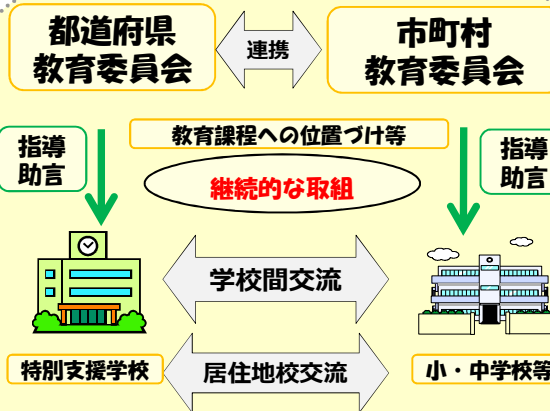 都道府県
教育委員会
連携
市町村
教育委員会
指導
助言
教育課程への位置づけ等
指導
助言
継続的な取組
学校間交流
特別支援学校
居住地校交流
小・中学校等